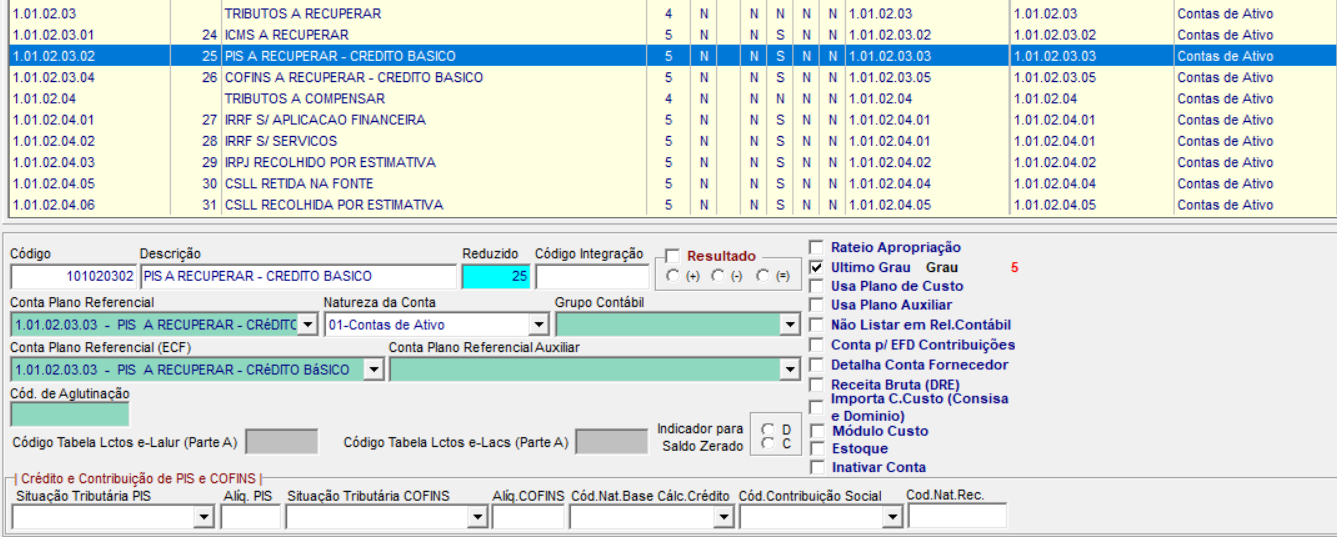 1.01.02.03 TRIBUTOS A RECUPERAR 4 N N N N N 1.01.02.03 1.01.02.03 Contas de Ativo
1.01.02.03.01 24 ICMS A RECUPERAR 5 N N S N N 1.01.02.03.02 1.01.02.03.02 Contas de Ativo
1.01.02.03.02 25 PIS A RECUPERAR - CREDITO BASICO 5 N N S N N 1.01.02.03.03 1.01.02.03.03 Contas de Ativo
1.01.02.03.04 26 COFINS A RECUPERAR - CREDITO BASICO 5 N N S N N 1.01.02.03.05 1.01.02.03.05 Contas de Ativo
1.01.02.04 TRIBUTOS A COMPENSAR 4 N N N N N 1.01.02.04 1.01.02.04 Contas de Ativo
1.01.02.04.01 27 IRRF S/ APLICACAO FINANCEIRA 5 N N S N N 1.01.02.04.01 1.01.02.04.01 Contas de Ativo
1.01.02.04.02 28 IRRF S/ SERVICOS 5 N N S N N 1.01.02.04.01 1.01.02.04.01 Contas de Ativo
1.01.02.04.03 29 IRPJ RECOLHIDO POR ESTIMATIVA 5 N N S N N 1.01.02.04.02 1.01.02.04.02 Contas de Ativo
1.01.02.04.05 30 CSLL RETIDA NA FONTE 5 N N S N N 1.01.02.04.04 1.01.02.04.04 Contas de Ativo
1.01.02.04.06 31 CSLL RECOLHIDA POR ESTIMATIVA 5 N N S N N 1.01.02.04.05 1.01.02.04.05 Contas de Ativo
Código Descrição Reduzido Código Integração
101020302 PIS A RECUPERAR - CREDITO BASICO 25
Resultado
(+) (-) (=)
Conta Plano Referencial Natureza da Conta Grupo Contábil
1.01.02.03.03 - PIS A RECUPERAR - CRéDITO 01-Contas de Ativo
Conta Plano Referencial (ECF) Conta Plano Referencial Auxiliar
1.01.02.03.03 - PIS A RECUPERAR - CRéDITO BáSICO
Cód. de Aglutinação
Código Tabela Lctos e-Lalur (Parte A) Código Tabela Lctos e-Lacs (Parte A)
Indicador para
Saldo Zerado
D
C
Rateio Apropriação
Ultimo Grau Grau 5
Usa Plano de Custo
Usa Plano Auxiliar
Não Listar em Rel.Contábil
Conta p/ EFD Contribuições
Detalha Conta Fornecedor
Receita Bruta (DRE)
Importa C.Custo (Consisa
e Dominio)
Módulo Custo
Estoque
Inativar Conta
| Crédito e Contribuição de PIS e COFINS |
Situação Tributária PIS Alíq. PIS Situação Tributária COFINS Alíq.COFINS Cód.Nat.Base Cálc.Crédito Cód.Contribuição Social Cod.Nat.Rec.